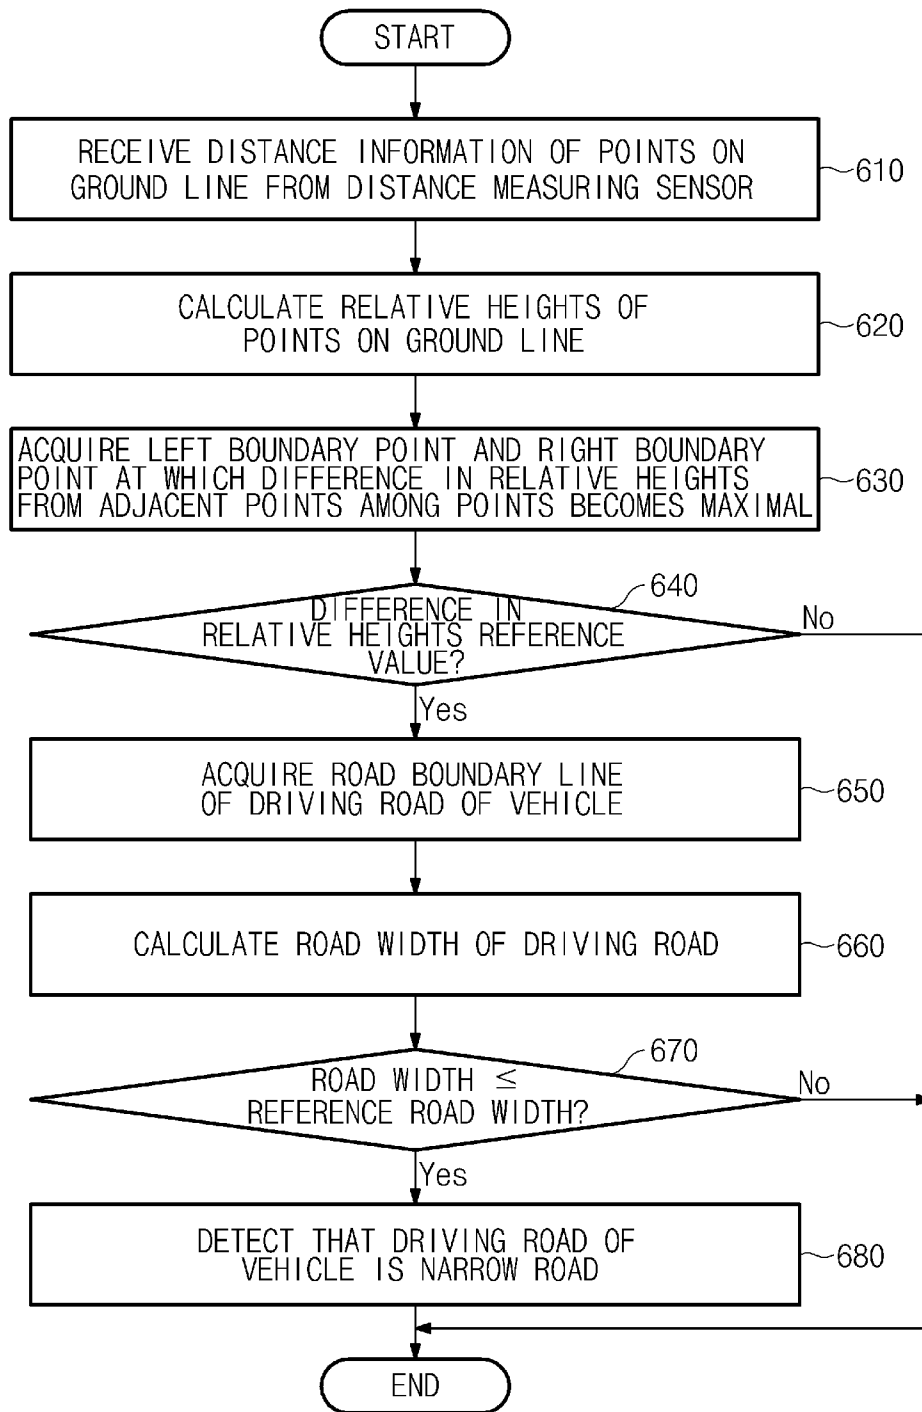 START
RECEIVE DISTANCE INFORMATION OF POINTS ON
GROUND LINE FROM DISTANCE MEASURING SENSOR
610
CALCULATE RELATIVE HEIGHTS OF
POINTS ON GROUND LINE
620
ACQUIRE LEFT BOUNDARY POINT AND RIGHT BOUNDARY
POINT AT WHICH DIFFERENCE IN RELATIVE HEIGHTS
FROM ADJACENT POINTS AMONG POINTS BECOMES MAXIMAL
630
640
DIFFERENCE IN
RELATIVE HEIGHTS REFERENCE
VALUE?
No
Yes
ACQUIRE ROAD BOUNDARY LINE
OF DRIVING ROAD OF VEHICLE
650
CALCULATE ROAD WIDTH OF DRIVING ROAD
660
670
ROAD WIDTH ≤
REFERENCE ROAD WIDTH?
No
Yes
DETECT THAT DRIVING ROAD OF
VEHICLE IS NARROW ROAD
680
END